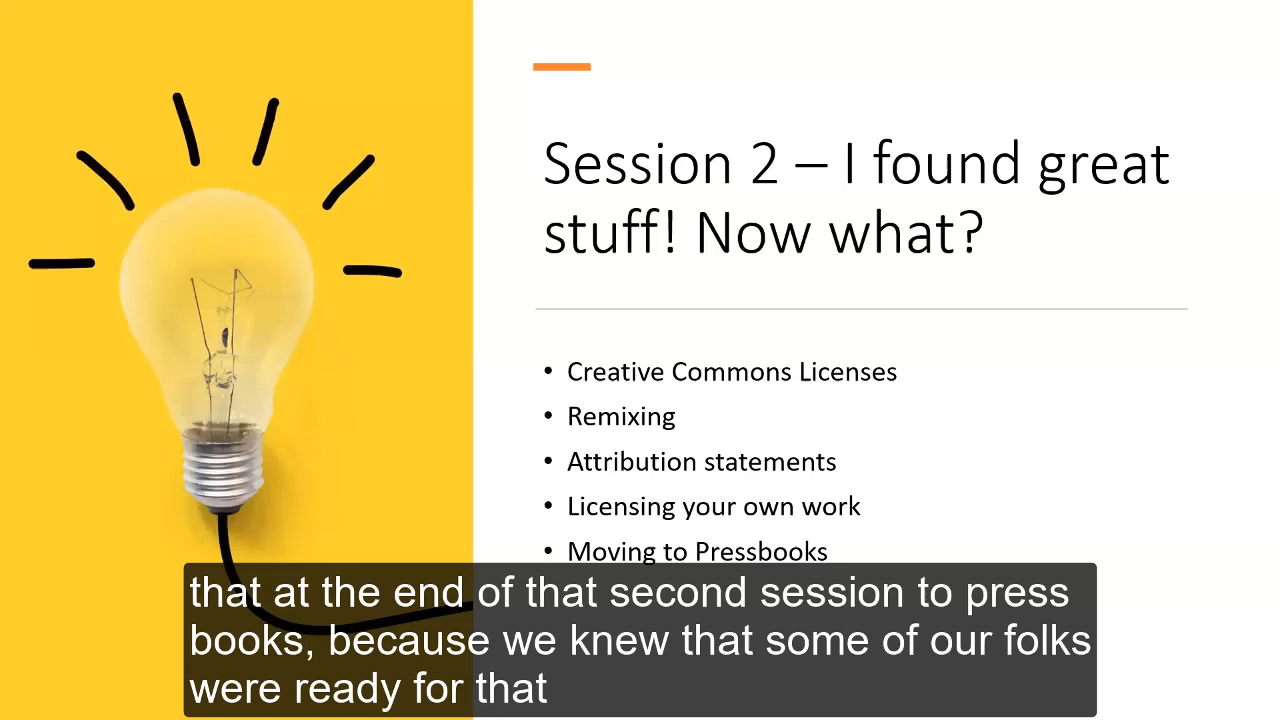 Session 2 – I found great
stuff! Now what?
• Creative Commons Licenses
• Remixing
• Attribution statements
• Licensing your own work
• Moving to Pressbooks
that at the end of that second session to press
books, because we knew that some of our folks
were ready for that